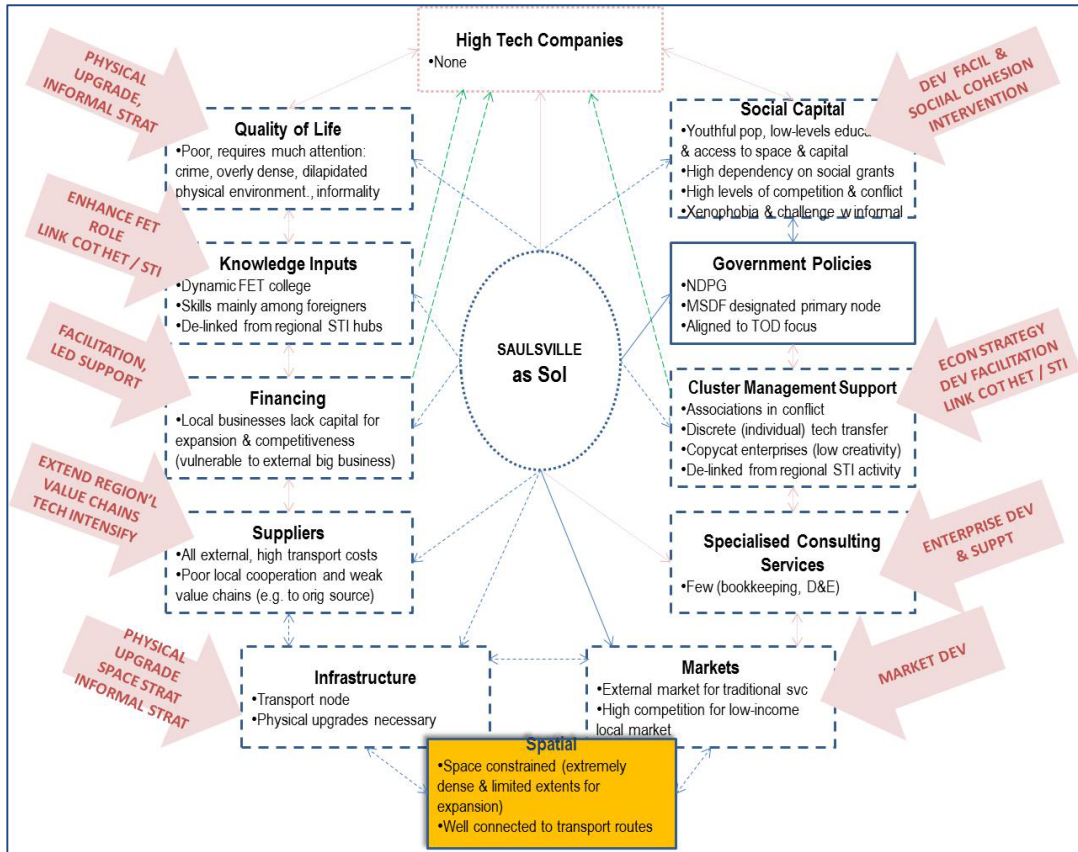 High Tech Companies
•None
PHYSICAL
UPGRADE,
INFORMAL STRAT
DEV FACIL &
SOCIIAL COHESION
INTERVENTION
Quality of Life
•Poor, requires much attention:
crime, overly dense, dilapidated
physical environment., informality
Social Capital
•Youthful pop, low-levels educa
& access to space & capital
•High dependency on social grants
•High levels of competition & conflict
•Xenophobia & challenge w informal
ENHANCE FET
ROLE
LINK COT HET / STI
Knowledge Inputs
•Dynamic FET college
•Skills mainly among foreigners
•De-linked from regional STI hubs
Government Policies
•NDPG
•MSDF designated primary node
•Aligned to TOD focus
SAULSVILLE
as SoI
FACILITATION,
LED SUPPORT
Financing
•Local businesses lack capital for
expansion & competitiveness
(vulnerable to external big business)
Cluster Management Support
•Associations in conflict
•Discrete (individual) tech transfer
•Copycat enterprises (low creativity)
•De-linked from regional STI activity
ECON STRATEGY
DEV FACILITATION
LINK COT HET / STI
EXTEND REGION'L
VALUE CHAINS
TECH INTENSIFY
Suppliers
•All external, high transport costs
•Poor local cooperation and weak
value chains (e.g. to orig source)
Specialised Consulting
Services
•Few (bookkeeping, D&E)
ENTERPRISE DEV
& SUPPT
PHYSICAL
UPGRADE
SPACE STRAT
INFORMAL STRAT
Infrastructure
•Transport node
•Physical upgrades necessary
Markets
•External market for traditional svc
•High competition for low-income
local market
MARKET DEV
Spatial
•Space constrained (extremely
dense & limited extents for
expansion)
•Well connected to transport routes